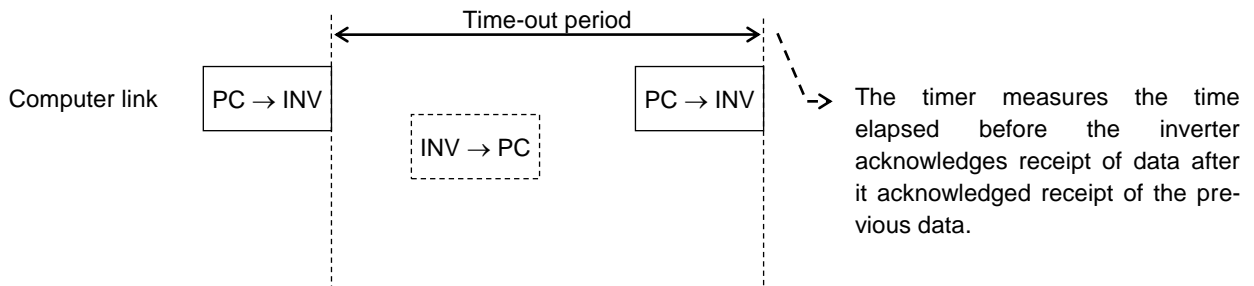 Time-out period
Computer link
PC → INV
INV → PC
PC → INV
The timer measures the time
elapsed before the inverter
acknowledges receipt of data after
it acknowledged receipt of the pre-
vious data.